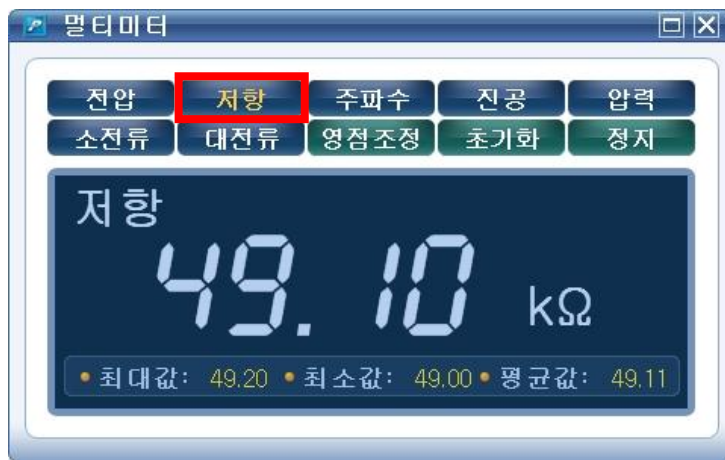 멀티미터
전압 저항 주파수 진공 압력
소전류 대전류 영점조정 초기화 정지
저항
49.10 kΩ
최대값: 49.20 최소값: 49.00 평균값: 49.11